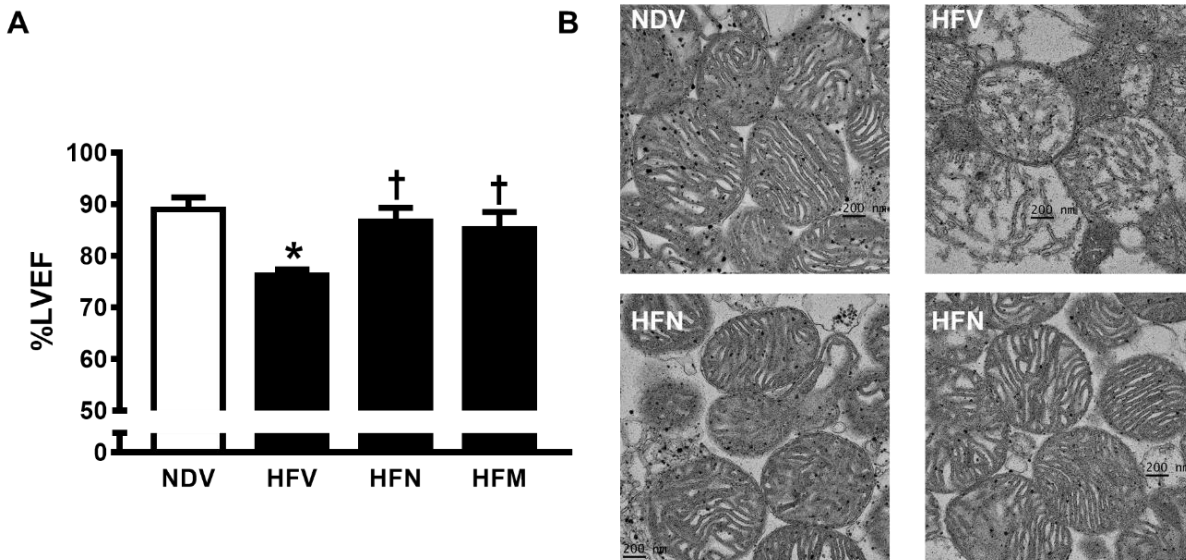 A
%LVEF
100
90
80
70
60
50
0
†
†
*
NDV
HFV
HFN
HFM
B
NDV
200 nm
HFV
200 nm
HFN
200 nm
HFN
200 nm